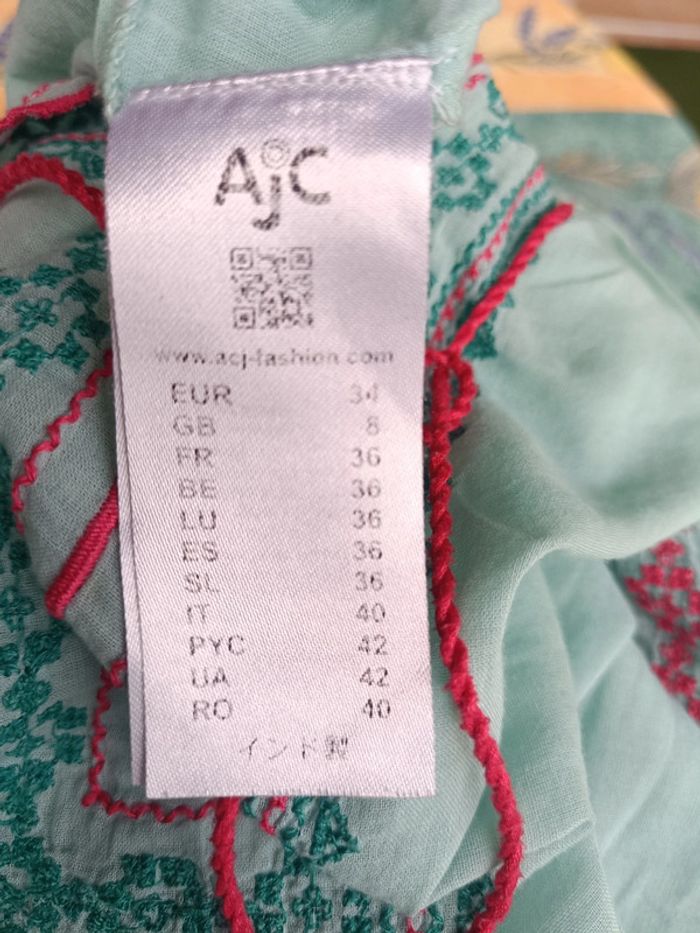 AjC
www.acj-fashion.com
EUR 34
GB 8
FR 36
BE 36
LU 36
ES 36
SL 36
IT 40
PYC 42
UA 42
RO 40
インド製